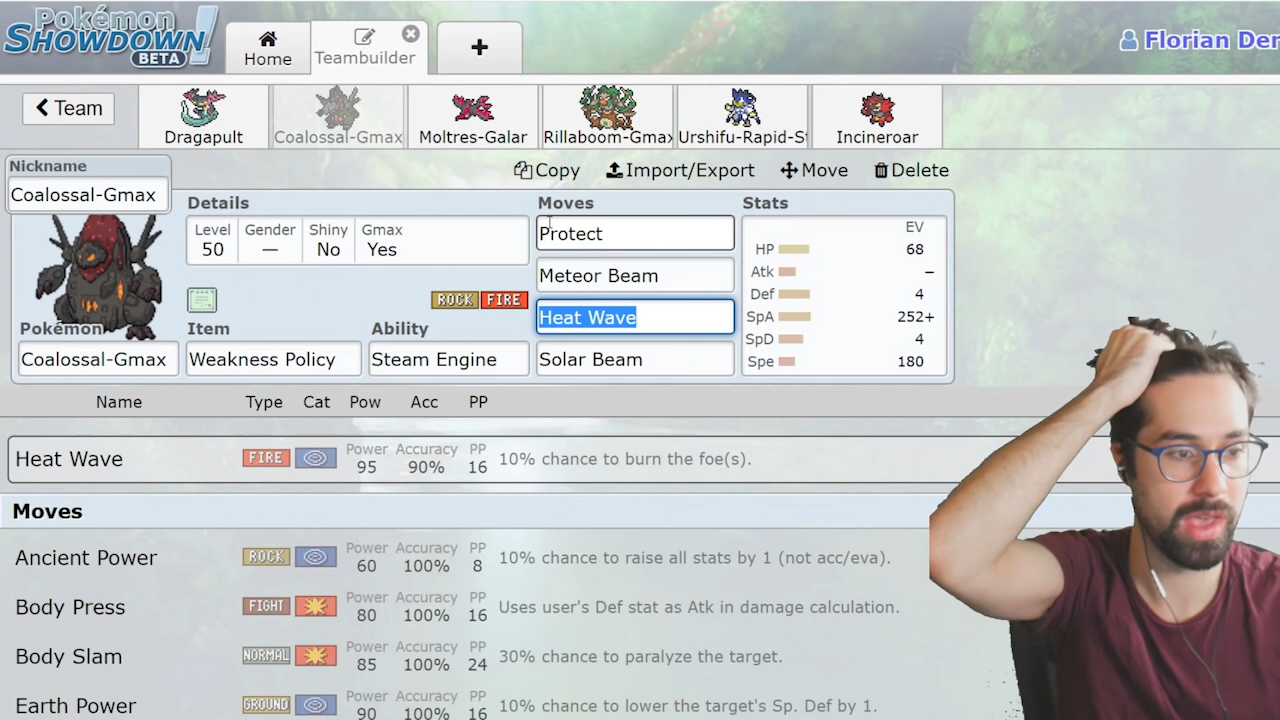 Pokémon
SHOWDOWN!
BETA
Home
Teambuilder
+
Florian Der
Team
Dragapult
Coalossal-Gmax
Moltres-Galar
Rillaboom-Gmax
Urshifu-Rapid-S
Incineroar
Nickname
Coalossal-Gmax
Copy
Import/Export
Move
Delete
Details
Moves
Stats
Level
Gender
Shiny
Gmax
50
—
No
Yes
ROCK FIRE
Pokémon
Item
Ability
Coalossal-Gmax
Weakness Policy
Steam Engine
Protect
Meteor Beam
Heat Wave
Solar Beam
EV
HP 68
Atk –
Def 4
SpA 252+
SpD 4
Spe 180
Name Type Cat Pow Acc PP
Heat Wave FIRE Power 95 Accuracy 90% PP 16 10% chance to burn the foe(s).
Moves
Ancient Power ROCK Power 60 Accuracy 100% PP 8 10% chance to raise all stats by 1 (not acc/eva).
Body Press FIGHT Power 80 Accuracy 100% PP 16 Uses user's Def stat as Atk in damage calculation.
Body Slam NORMAL Power 85 Accuracy 100% PP 24 30% chance to paralyze the target.
Earth Power GROUND Power 90 Accuracy 100% PP 16 10% chance to lower the target's Sp. Def by 1.